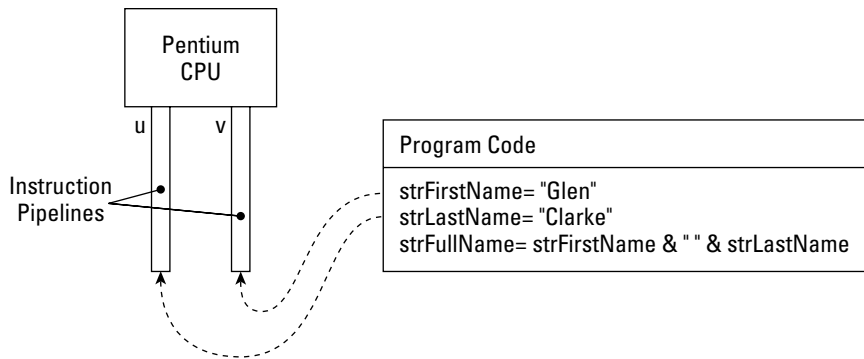 Pentium
CPU
u
v
Instruction
Pipelines
Program Code
strFirstName= "Glen"
strLastName= "Clarke"
strFullName= strFirstName & " " & strLastName